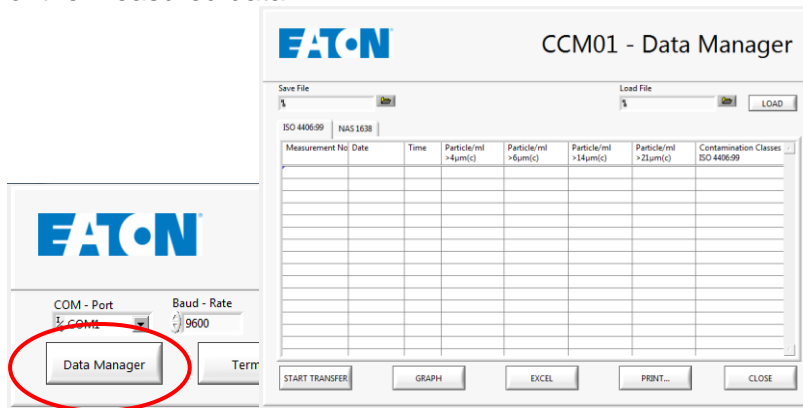 EATON
CCM01 - Data Manager
Save File
Load File
LOAD
ISO 4406:99 NAS 1638
Measurement No Date Time Particle/ml Particle/ml Particle/ml Particle/ml Contamination Classes
>4µm(c) >6µm(c) >14µm(c) >21µm(c) ISO 4406:99
START TRANSFER GRAPH EXCEL PRINT... CLOSE
EATON
COM - Port Baud - Rate
COM1 9600
Data Manager Term